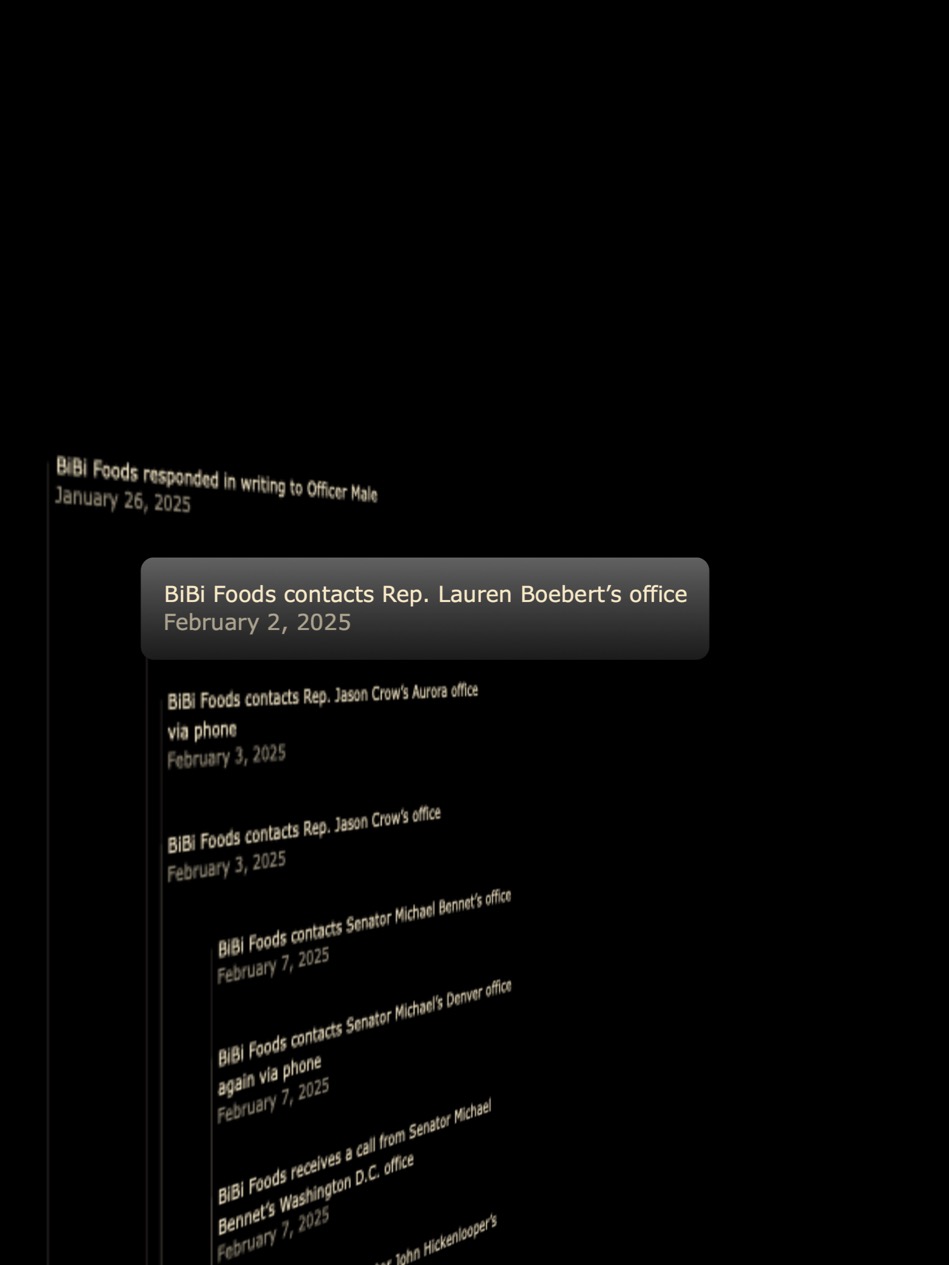 BiBi Foods responded in writing to Officer Male
January 26, 2025
BiBi Foods contacts Rep. Lauren Boebert’s office
February 2, 2025
BiBi Foods contacts Rep. Jason Crow’s Aurora office
via phone
February 3, 2025
BiBi Foods contacts Rep. Jason Crow’s office
February 3, 2025
BiBi Foods contacts Senator Michael Bennet’s office
February 7, 2025
BiBi Foods contacts Senator Michael’s Denver office
again via phone
February 7, 2025
BiBi Foods receives a call from Senator Michael
Bennet’s Washington D.C. office
February 7, 2025
John Hickenlooper’s